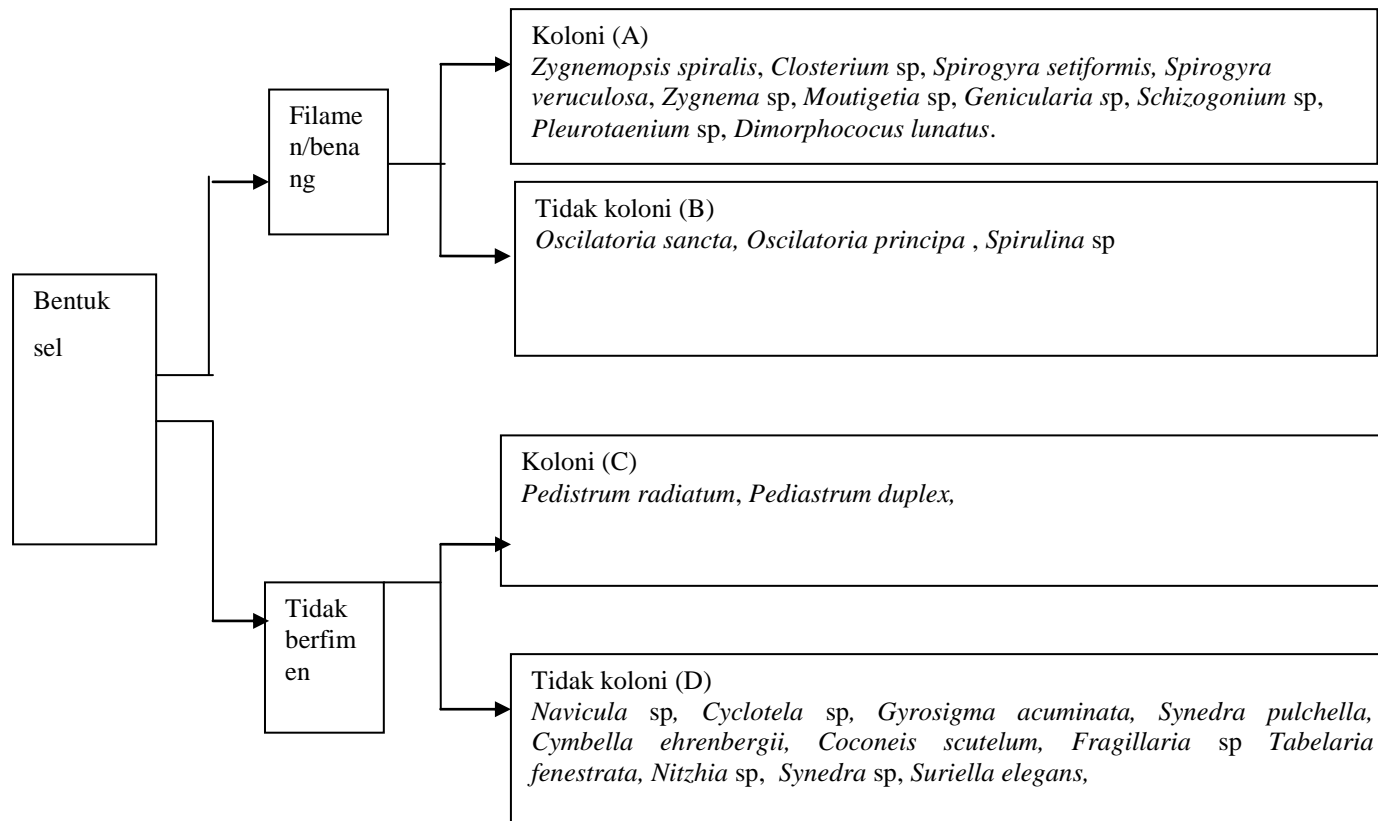 Bentuk
sel
Filame
n/bena
ng
Koloni (A)
Zygnemopsis spiralis, Closterium sp, Spirogyra setiformis, Spirogyra
veruculosa, Zygnema sp, Moutigetia sp, Genicularia sp, Schizogonium sp,
Pleurotaenium sp, Dimorphococus lunatus.
Tidak koloni (B)
Oscilatoria sancta, Oscilatoria principa , Spirulina sp
Tidak
berfim
en
Koloni (C)
Pedistrum radiatum, Pediastrum duplex,
Tidak koloni (D)
Navicula sp, Cyclotela sp, Gyrosigma acuminata, Synedra pulchella,
Cymbella ehrenbergii, Coconeis scutelum, Fragillaria sp Tabelaria
fenestrata, Nitzhia sp, Synedra sp, Suriella elegans,